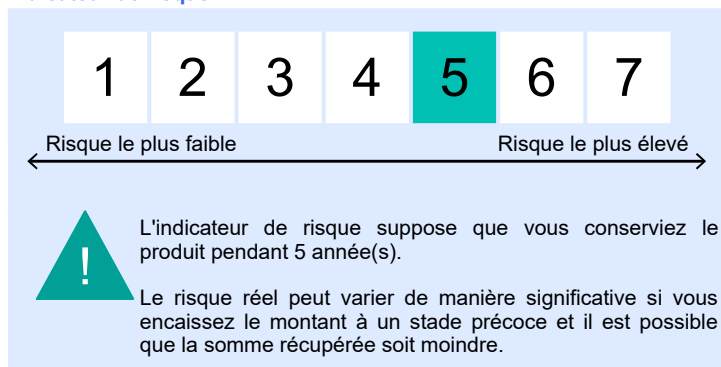 1 2 3 4 5 6 7
Risque le plus faible Risque le plus élevé
!
L'indicateur de risque suppose que vous conserviez le
produit pendant 5 année(s).
Le risque réel peut varier de manière significative si vous
encaissez le montant à un stade précoce et il est possible
que la somme récupérée soit moindre.